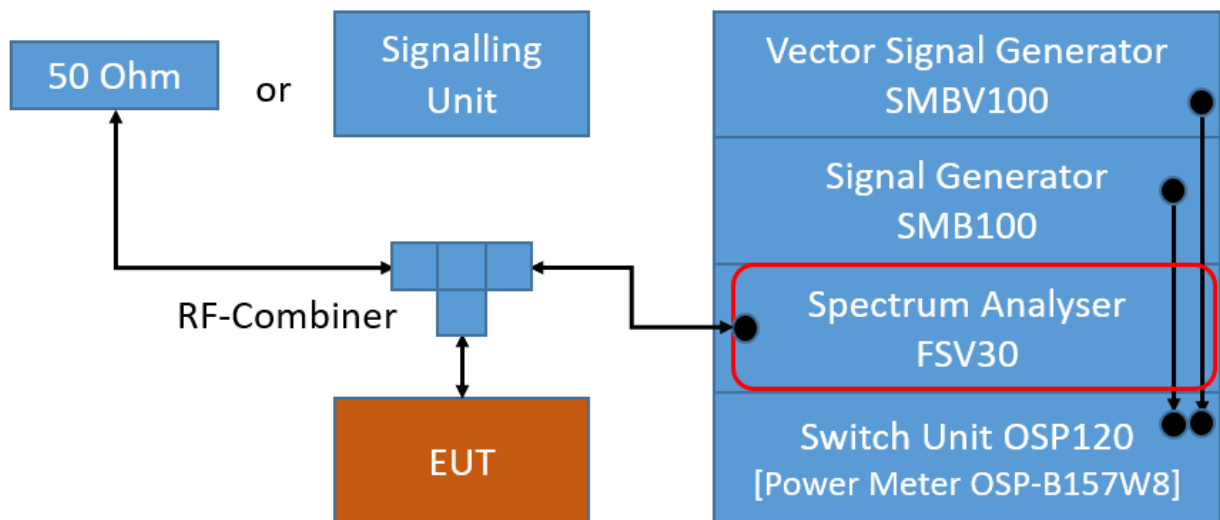 50 Ohm
or
Signalling
Unit
Vector Signal Generator
SMBV100
Signal Generator
SMB100
RF-Combiner
Spectrum Analyser
FSV30
EUT
Switch Unit OSP120
[Power Meter OSP-B157W8]